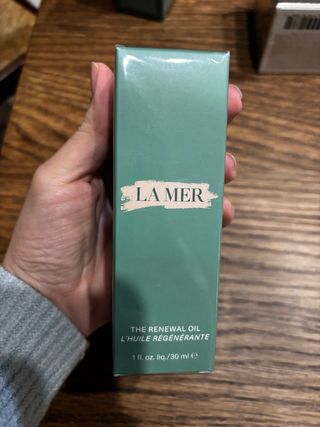 LA MER
THE RENEWAL OIL
L'HUILE RÉGÉNÉRANTE
1 fl. oz. liq./30 ml ℮